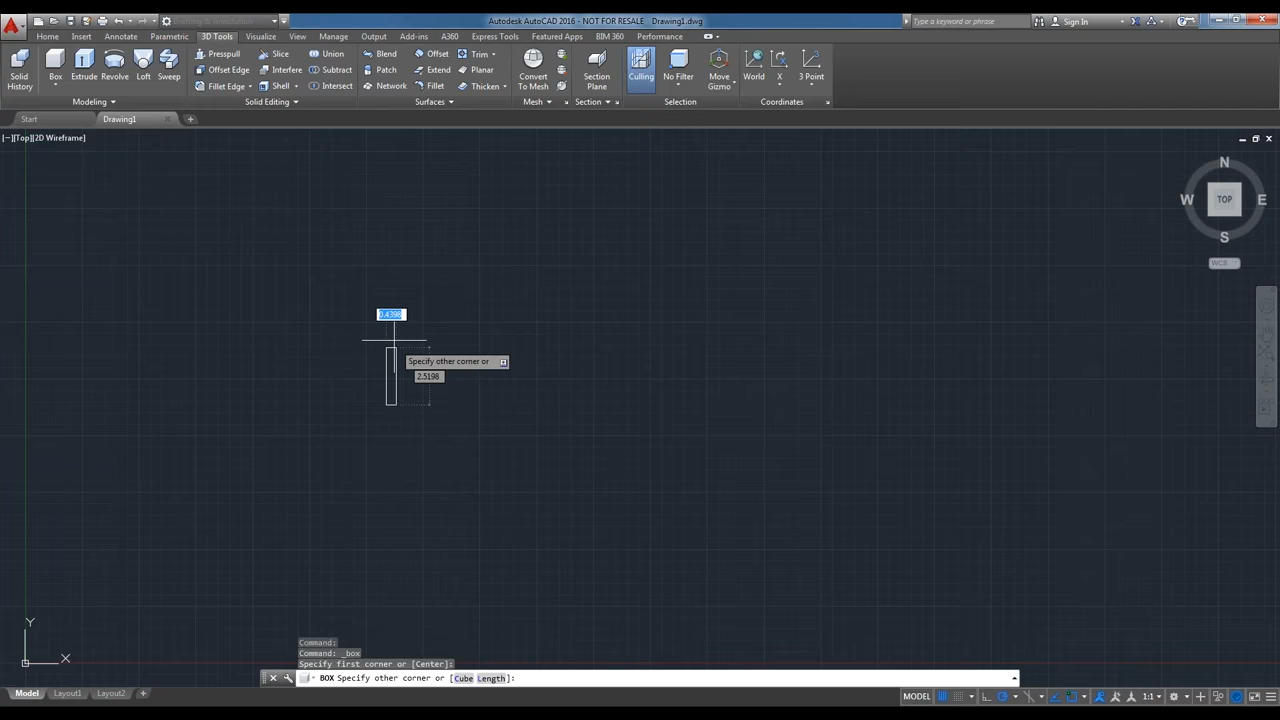 Drafting & Annotation
Autodesk AutoCAD 2016 - NOT FOR RESALE Drawing1.dwg
Type a keyword or phrase
Sign In
Home Insert Annotate Parametric 3D Tools Visualize View Manage Output Add-ins A360 Express Tools Featured Apps BIM 360 Performance
Solid History
Box
Extrude
Revolve
Loft
Sweep
Modeling
Presspull
Offset Edge
Fillet Edge
Slice
Interfere
Shell
Union
Subtract
Intersect
Solid Editing
Blend
Patch
Network
Offset
Extend
Fillet
Trim
Planar
Thicken
Surfaces
Convert To Mesh
Mesh
Section Plane
Section
Culling
No Filter
Move Gizmo
Selection
World
X
3 Point
Coordinates
Start
Drawing1
[−][Top][2D Wireframe]
N
W TOP E
S
WCS
0.4398
Specify other corner or
2.5198
Y
X
Command:
Command: _box
Specify first corner or [Center]:
BOX Specify other corner or [Cube Length]:
Model Layout1 Layout2
MODEL
1:1